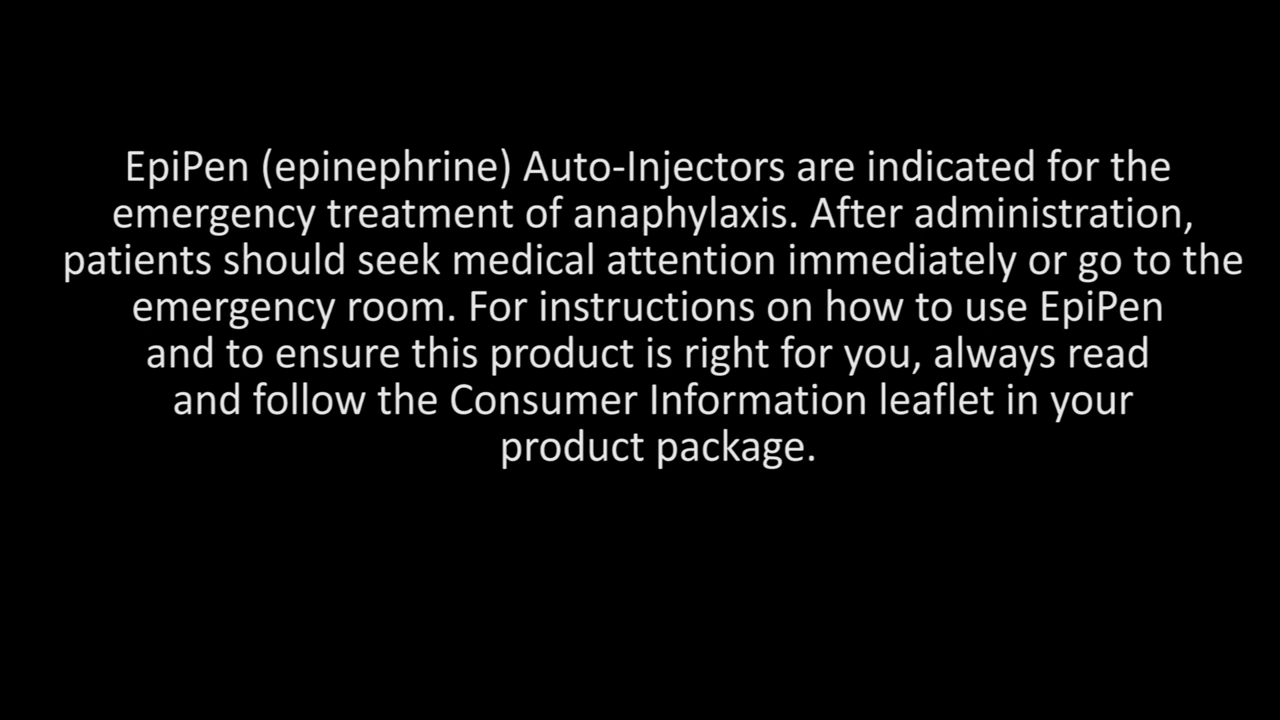 EpiPen (epinephrine) Auto-Injectors are indicated for the
emergency treatment of anaphylaxis. After administration,
patients should seek medical attention immediately or go to the
emergency room. For instructions on how to use EpiPen
and to ensure this product is right for you, always read
and follow the Consumer Information leaflet in your
product package.